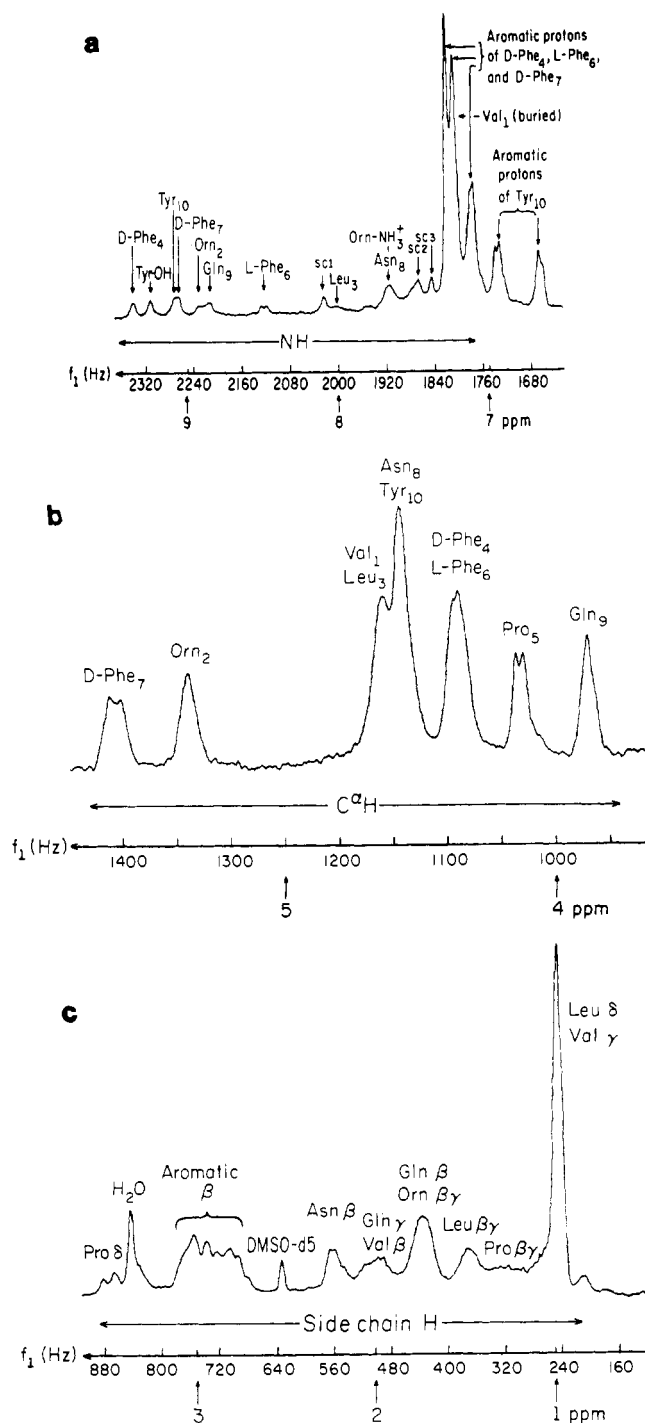 a
Aromatic protons
of D-Phe4, L-Phe6,
and D-Phe7
Val1 (buried)
Aromatic
protons
of Tyr10
Tyr10
D-Phe4
D-Phe7
Tyr-OH
Orn2
Gln9
L-Phe6
sc1
Leu3
Orn-NH3+
Asn8
sc2
sc3
NH
f1 (Hz)
2320 2240 2160 2080 2000 1920 1840 1760 1680
9 8 7 ppm
b
Asn8
Tyr10
Val1
Leu3
D-Phe4
L-Phe6
D-Phe7
Orn2
Pro5
Gln9
CαH
f1 (Hz)
1400 1300 1200 1100 1000
5 4 ppm
c
Leu δ
Val γ
Aromatic
β
H2O
Pro δ
DMSO-d5
Asn β
Gln γ
Val β
Gln β
Orn βγ
Leu βγ
Pro βγ
Side chain H
f1 (Hz)
880 800 720 640 560 480 400 320 240 160
3 2 1 ppm